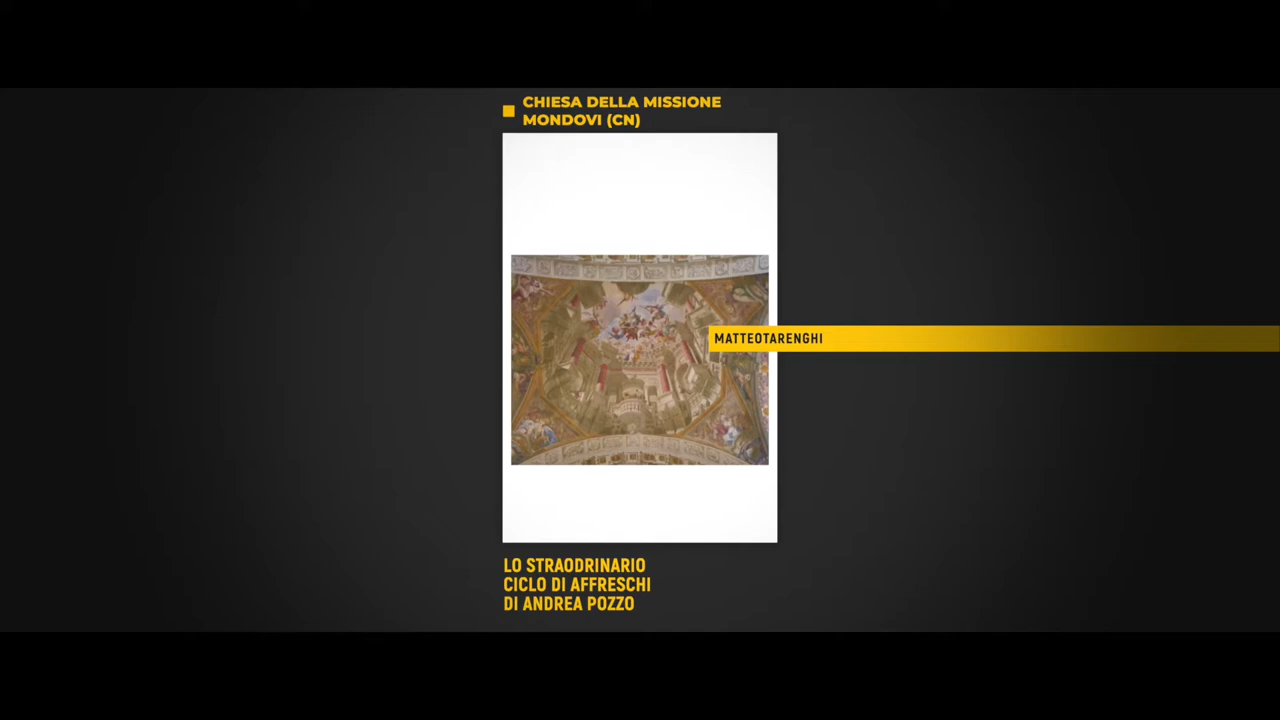 CHIESA DELLA MISSIONE
MONDOVI (CN)
MATTEOTARENGHI
LO STRAODRINARIO
CICLO DI AFFRESCHI
DI ANDREA POZZO